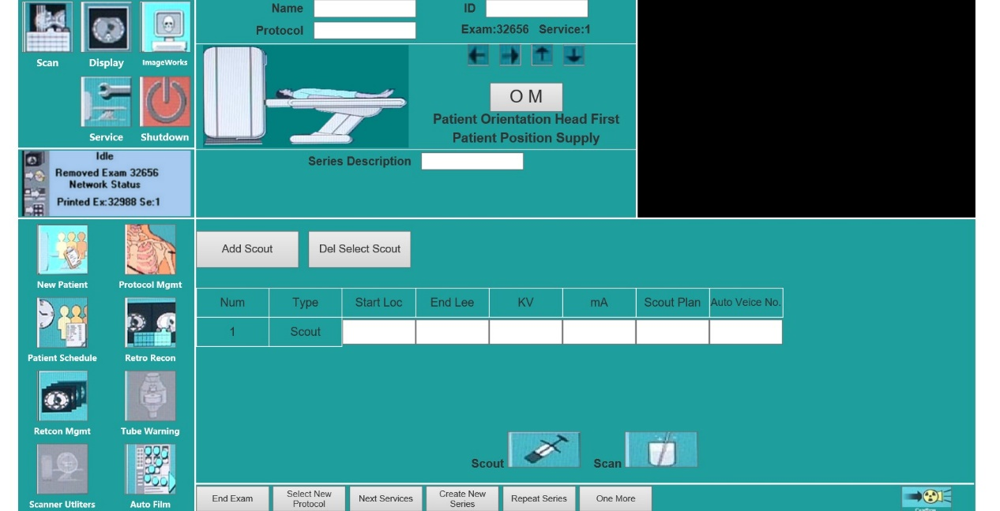 Name
ID
Protocol
Exam:32656 Service:1
Scan
Display
ImageWorks
Service
Shutdown
O M
Patient Orientation Head First
Patient Position Supply
Idle
Removed Exam 32656
Network Status
Printed Ex:32988 Se:1
Series Description
New Patient
Protocol Mgmt
Patient Schedule
Retro Recon
Retcon Mgmt
Tube Warning
Scanner Utliters
Auto Film
Add Scout
Del Select Scout
Num Type Start Loc End Lee KV mA Scout Plan Auto Veice No.
1 Scout
Scout
Scan
End Exam
Select New
Protocol
Next Services
Create New
Series
Repeat Series
One More